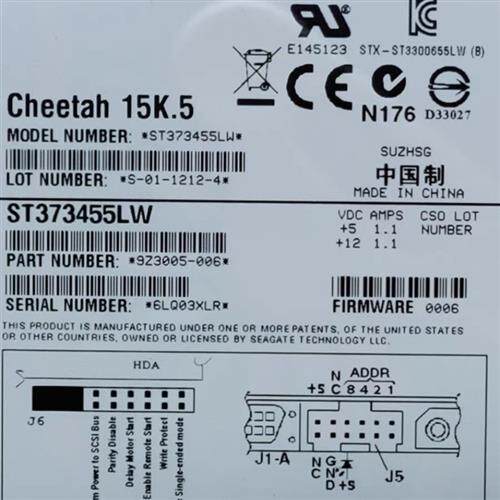 E145123 STX-ST3300655LW (B)
N176 D33027
Cheetah 15K.5
MODEL NUMBER: *ST373455LW*
SUZHSG
LOT NUMBER: *S-01-1212-4*
中国制
MADE IN CHINA
ST373455LW
VDC AMPS CSO LOT
+5 1.1 NUMBER
+12 1.1
PART NUMBER: *9Z3005-006*
SERIAL NUMBER: *6LQ03XLR*
FIRMWARE 0006
THIS PRODUCT IS MANUFACTURED UNDER ONE OR MORE PATENTS, OF THE UNITED STATES
OR OTHER COUNTRIES, OWNED OR LICENSED BY SEAGATE TECHNOLOGY LLC.
HDA
J6
m Power to SCSI Bus
Parity Disable
Delay Motor Start
Enable Remote Start
Write Protect
Single-ended mode
ADDR
N
+5 C 8 4 2 1
J1-A
N G
C N
D +5
J5